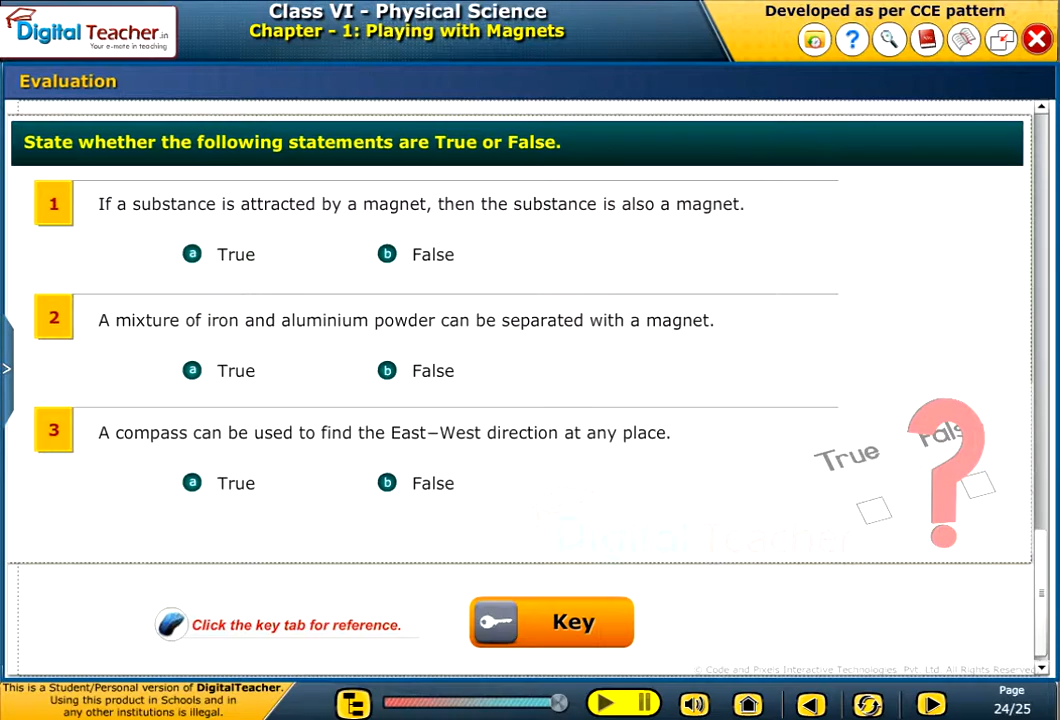 Digital Teacher.in
Your e-mate in teaching
Class VI - Physical Science
Chapter - 1: Playing with Magnets
Developed as per CCE pattern
?
Evaluation
State whether the following statements are True or False.
1
If a substance is attracted by a magnet, then the substance is also a magnet.
a True b False
2
A mixture of iron and aluminium powder can be separated with a magnet.
a True b False
3
A compass can be used to find the East−West direction at any place.
a True b False
True False
?
Digital Teacher
>
Click the key tab for reference.
Key
© Code and Pixels Interactive Technologies. Pvt. Ltd. All Rights Reserved
This is a Student/Personal version of DigitalTeacher.
Using this product in Schools and in
any other institutions is illegal.
Page
24/25